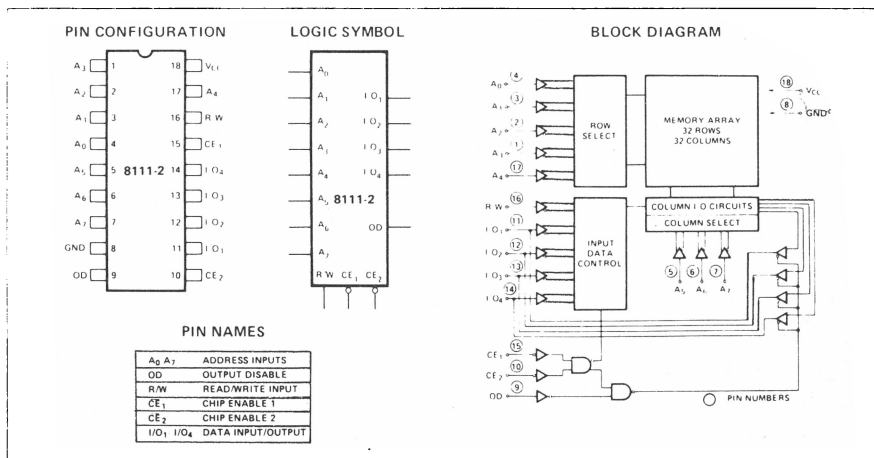 PIN CONFIGURATION
A3 1 18 VCC
A2 2 17 A4
A1 3 16 R/W
A0 4 15 CE1
A5 5 8111-2 14 I/O4
A6 6 13 I/O3
A7 7 12 I/O2
GND 8 11 I/O1
OD 9 10 CE2
LOGIC SYMBOL
A0
A1 I/O1
A2 I/O2
A3 I/O3
A4 I/O4
A5 8111-2
A6 OD
A7
R/W CE1 CE2
PIN NAMES
A0 A7 ADDRESS INPUTS
OD OUTPUT DISABLE
R/W READ/WRITE INPUT
C̅E̅1 CHIP ENABLE 1
C̅E̅2 CHIP ENABLE 2
I/O1 I/O4 DATA INPUT/OUTPUT
BLOCK DIAGRAM
A0 4
A1 3
A2 2
A3 1
A4 17
ROW
SELECT
MEMORY ARRAY
32 ROWS
32 COLUMNS
18 VCC
8 GND
R/W 16
I/O1 11
I/O2 12
I/O3 13
I/O4 14
INPUT
DATA
CONTROL
COLUMN I/O CIRCUITS
COLUMN SELECT
5 6 7
A5 A6 A7
CE1 15
CE2 10
OD 9
PIN NUMBERS